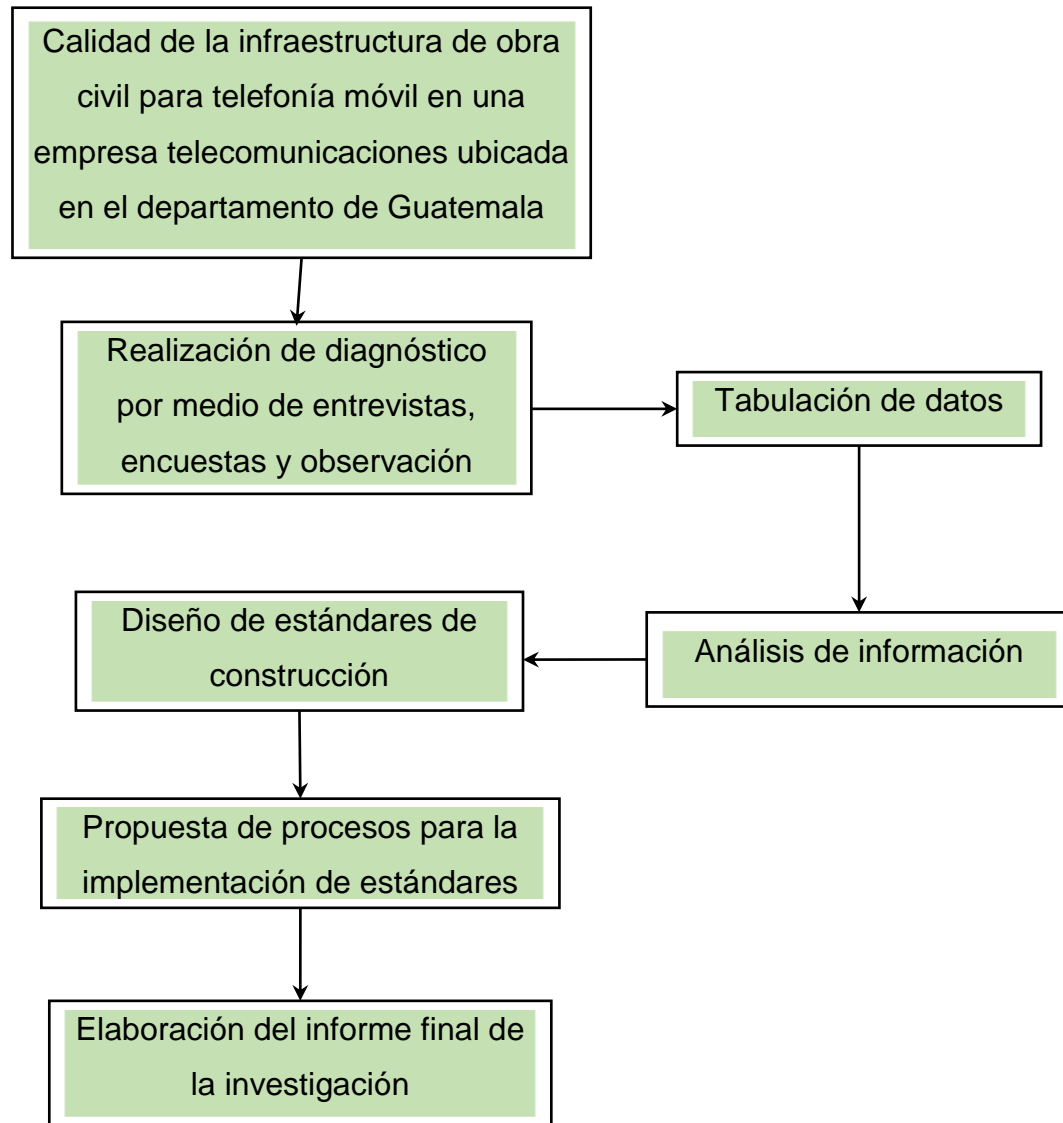 Calidad de la infraestructura de obra
civil para telefonía móvil en una
empresa telecomunicaciones ubicada
en el departamento de Guatemala
Realización de diagnóstico
por medio de entrevistas,
encuestas y observación
Tabulación de datos
Análisis de información
Diseño de estándares de
construcción
Propuesta de procesos para la
implementación de estándares
Elaboración del informe final de
la investigación